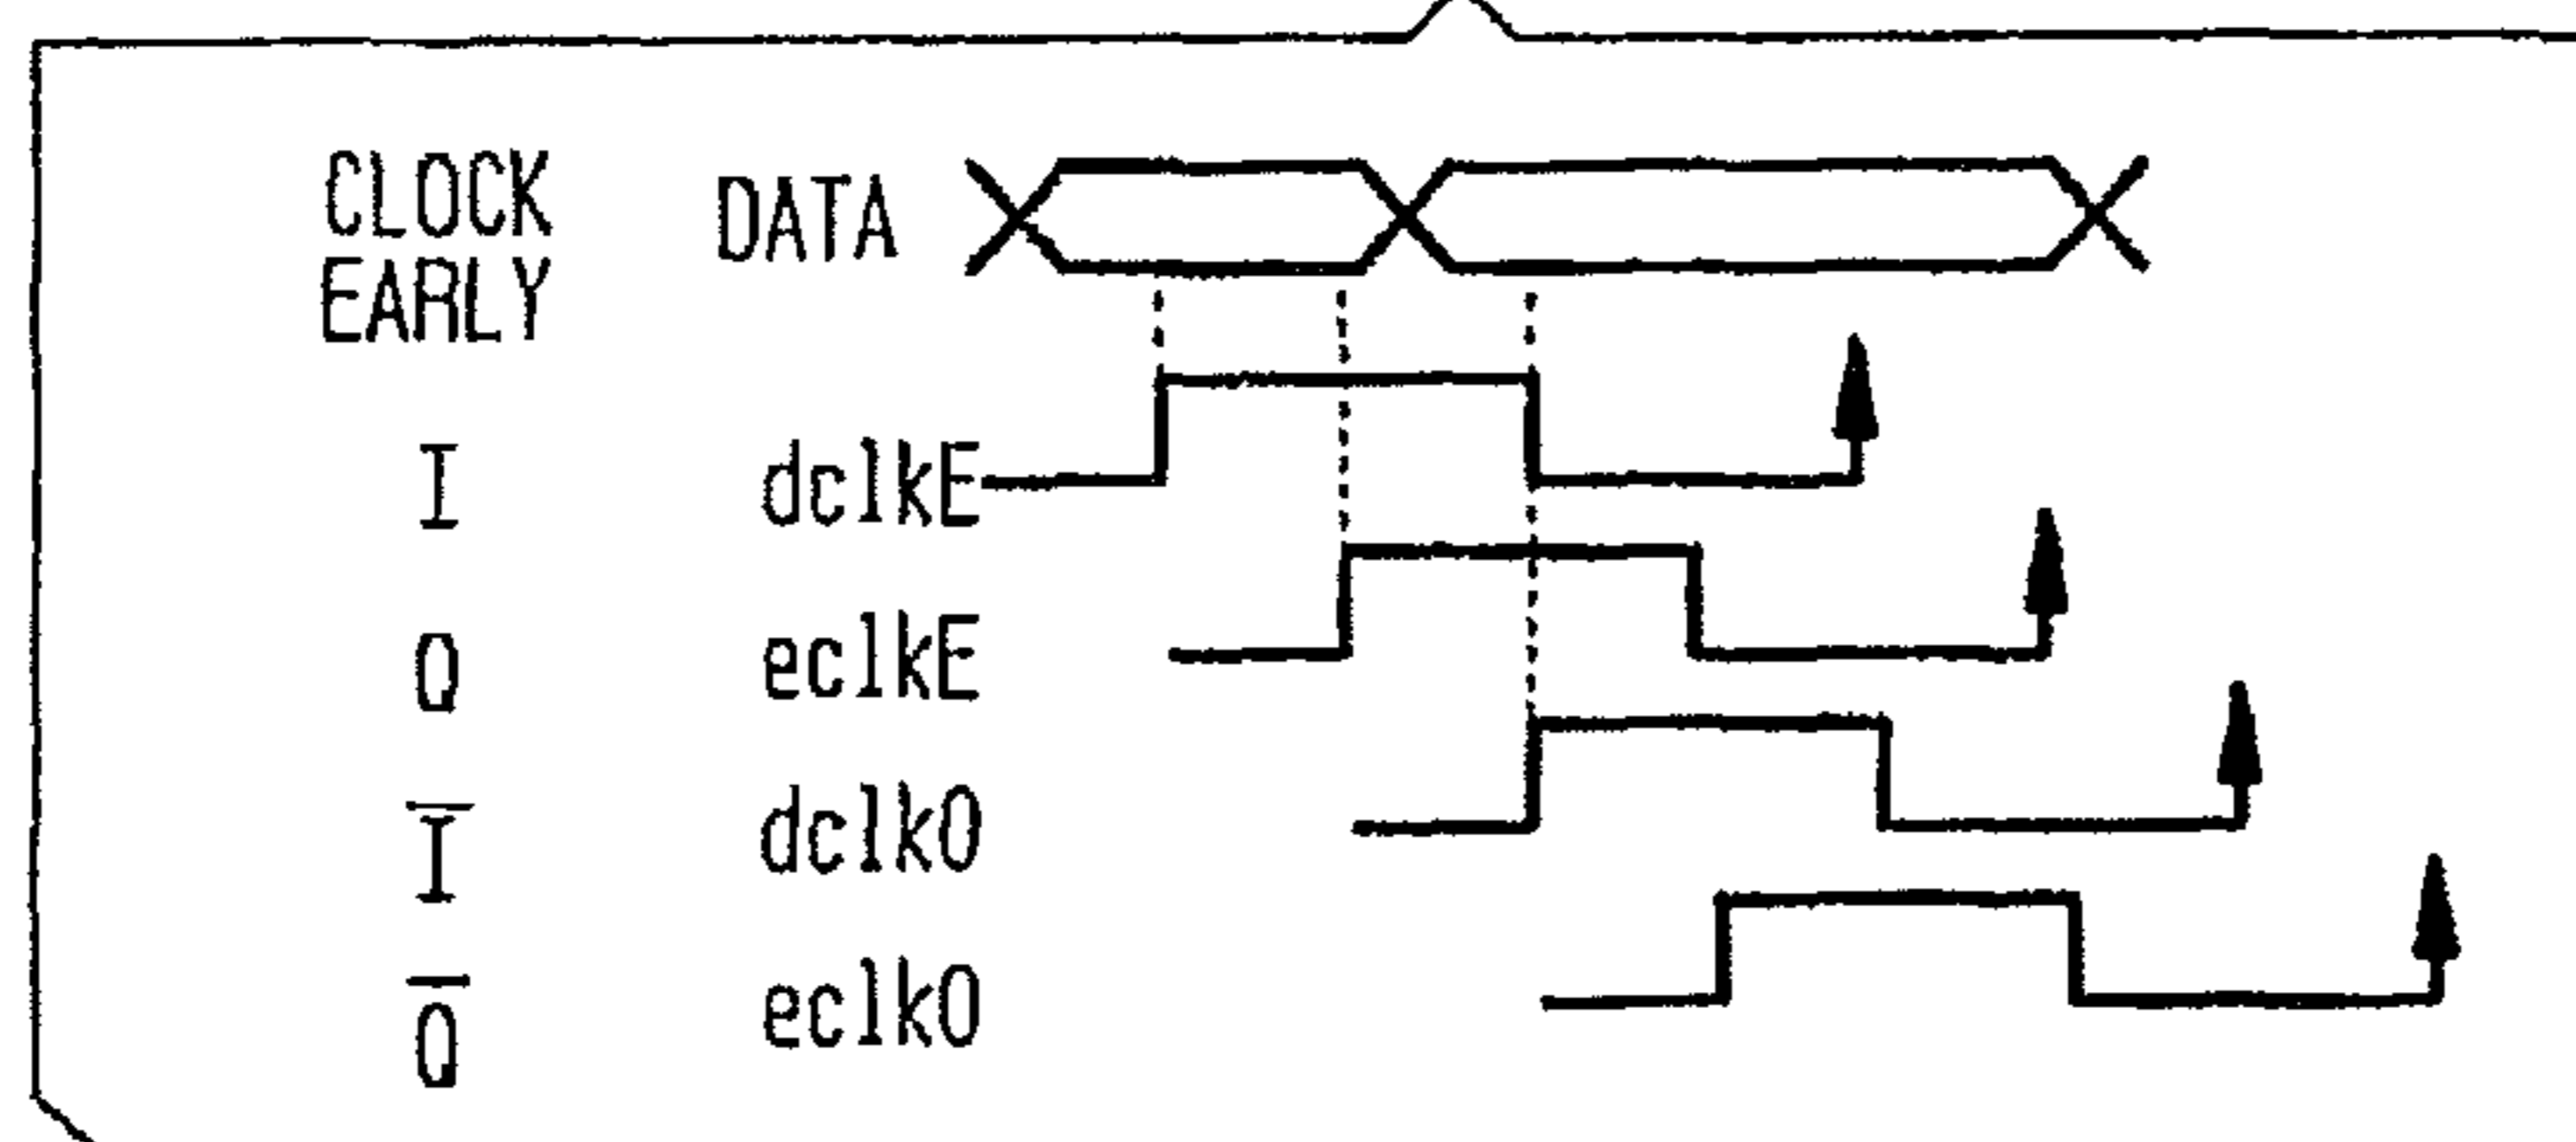 CLOCK
EARLY
DATA
I dclkE
Q eclkE
I̅ dclkO
Q̅ eclkO